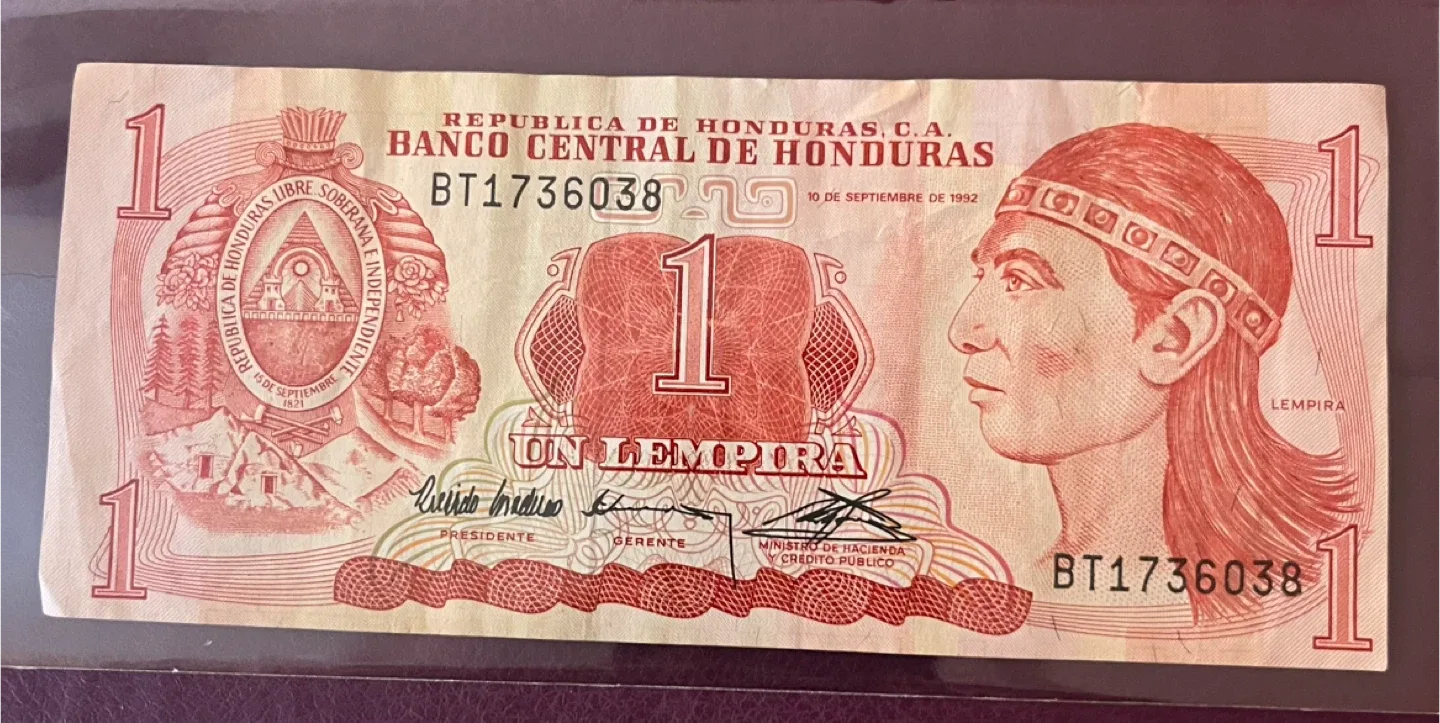 1
1
REPUBLICA DE HONDURAS, C.A.
BANCO CENTRAL DE HONDURAS
BT1736038
10 DE SEPTIEMBRE DE 1992
REPUBLICA DE HONDURAS LIBRE, SOBERANA E INDEPENDIENTE
15 DE SEPTIEMBRE
1821
1
LEMPIRA
UN LEMPIRA
PRESIDENTE
GERENTE
MINISTRO DE HACIENDA
Y CREDITO PUBLICO
BT1736038
1
1